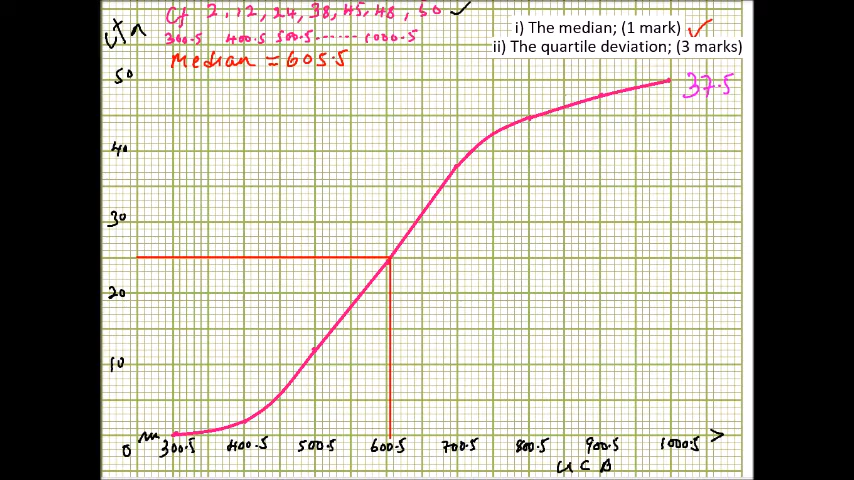 Cf 2, 12, 24, 38, 45, 48, 50 ✓
300.5 400.5 500.5 ...... 1000.5
Median = 605.5
i) The median; (1 mark) ✓
ii) The quartile deviation; (3 marks)
37.5
50
40
30
20
10
0 300.5 400.5 500.5 600.5 700.5 800.5 900.5 1000.5
UCB